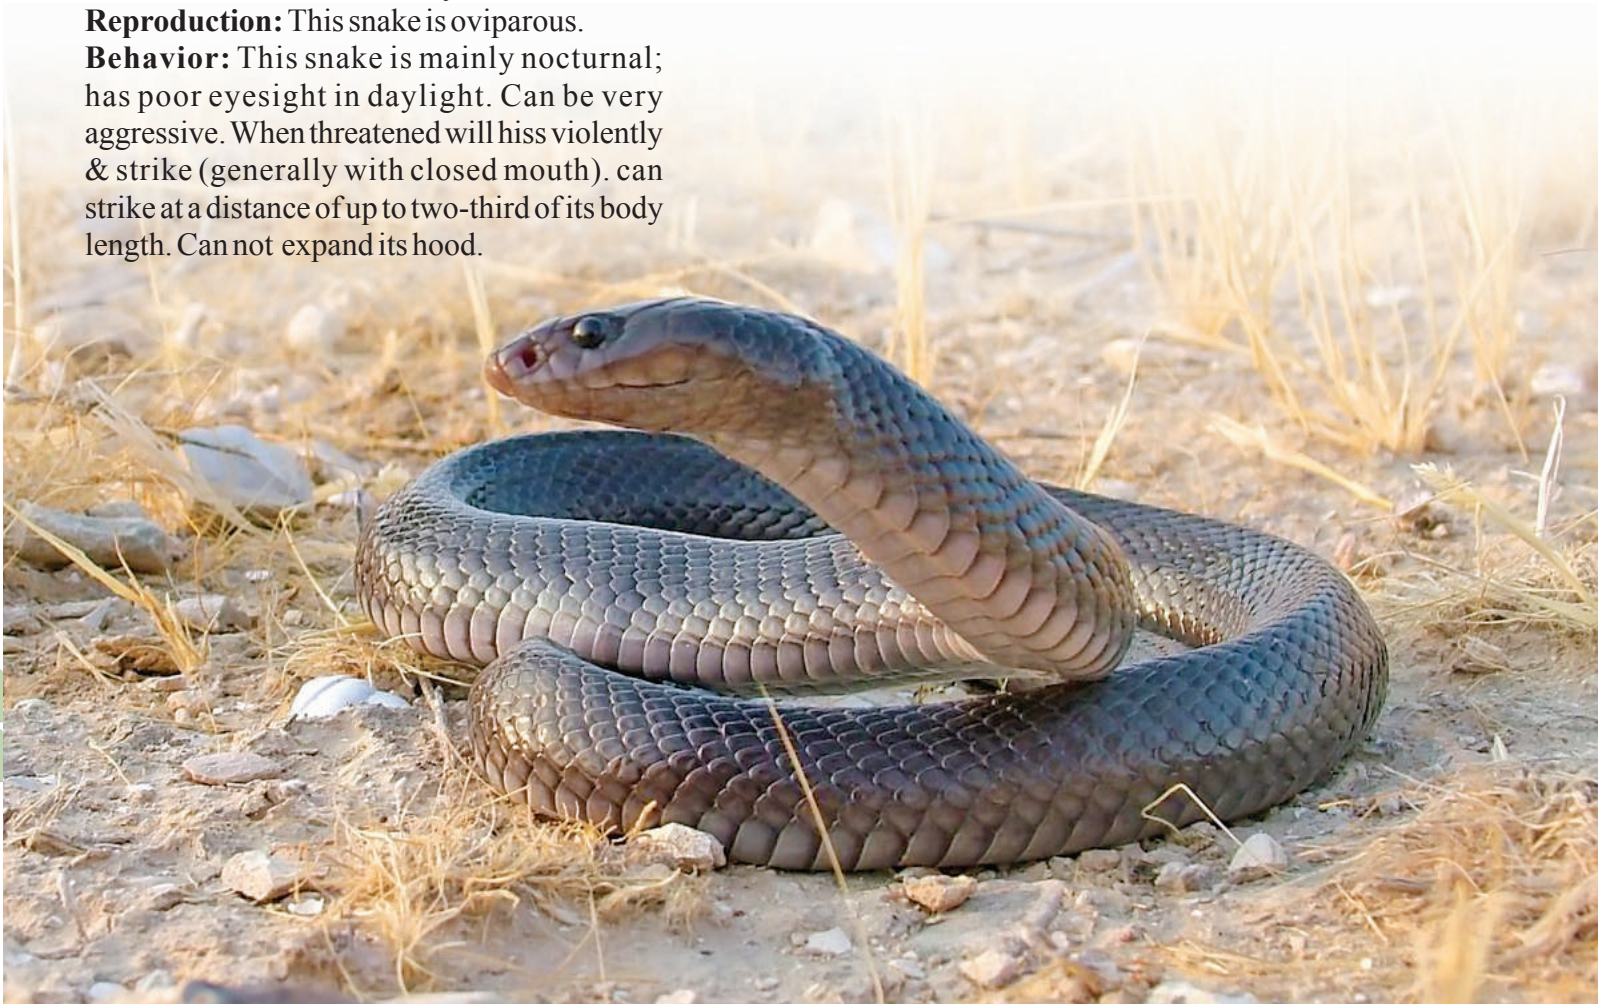 Reproduction: This snake is oviparous.
Behavior: This snake is mainly nocturnal;
has poor eyesight in daylight. Can be very
aggressive. When threatened will hiss violently
& strike (generally with closed mouth). can
strike at a distance of up to two-third of its body
length. Can not expand its hood.